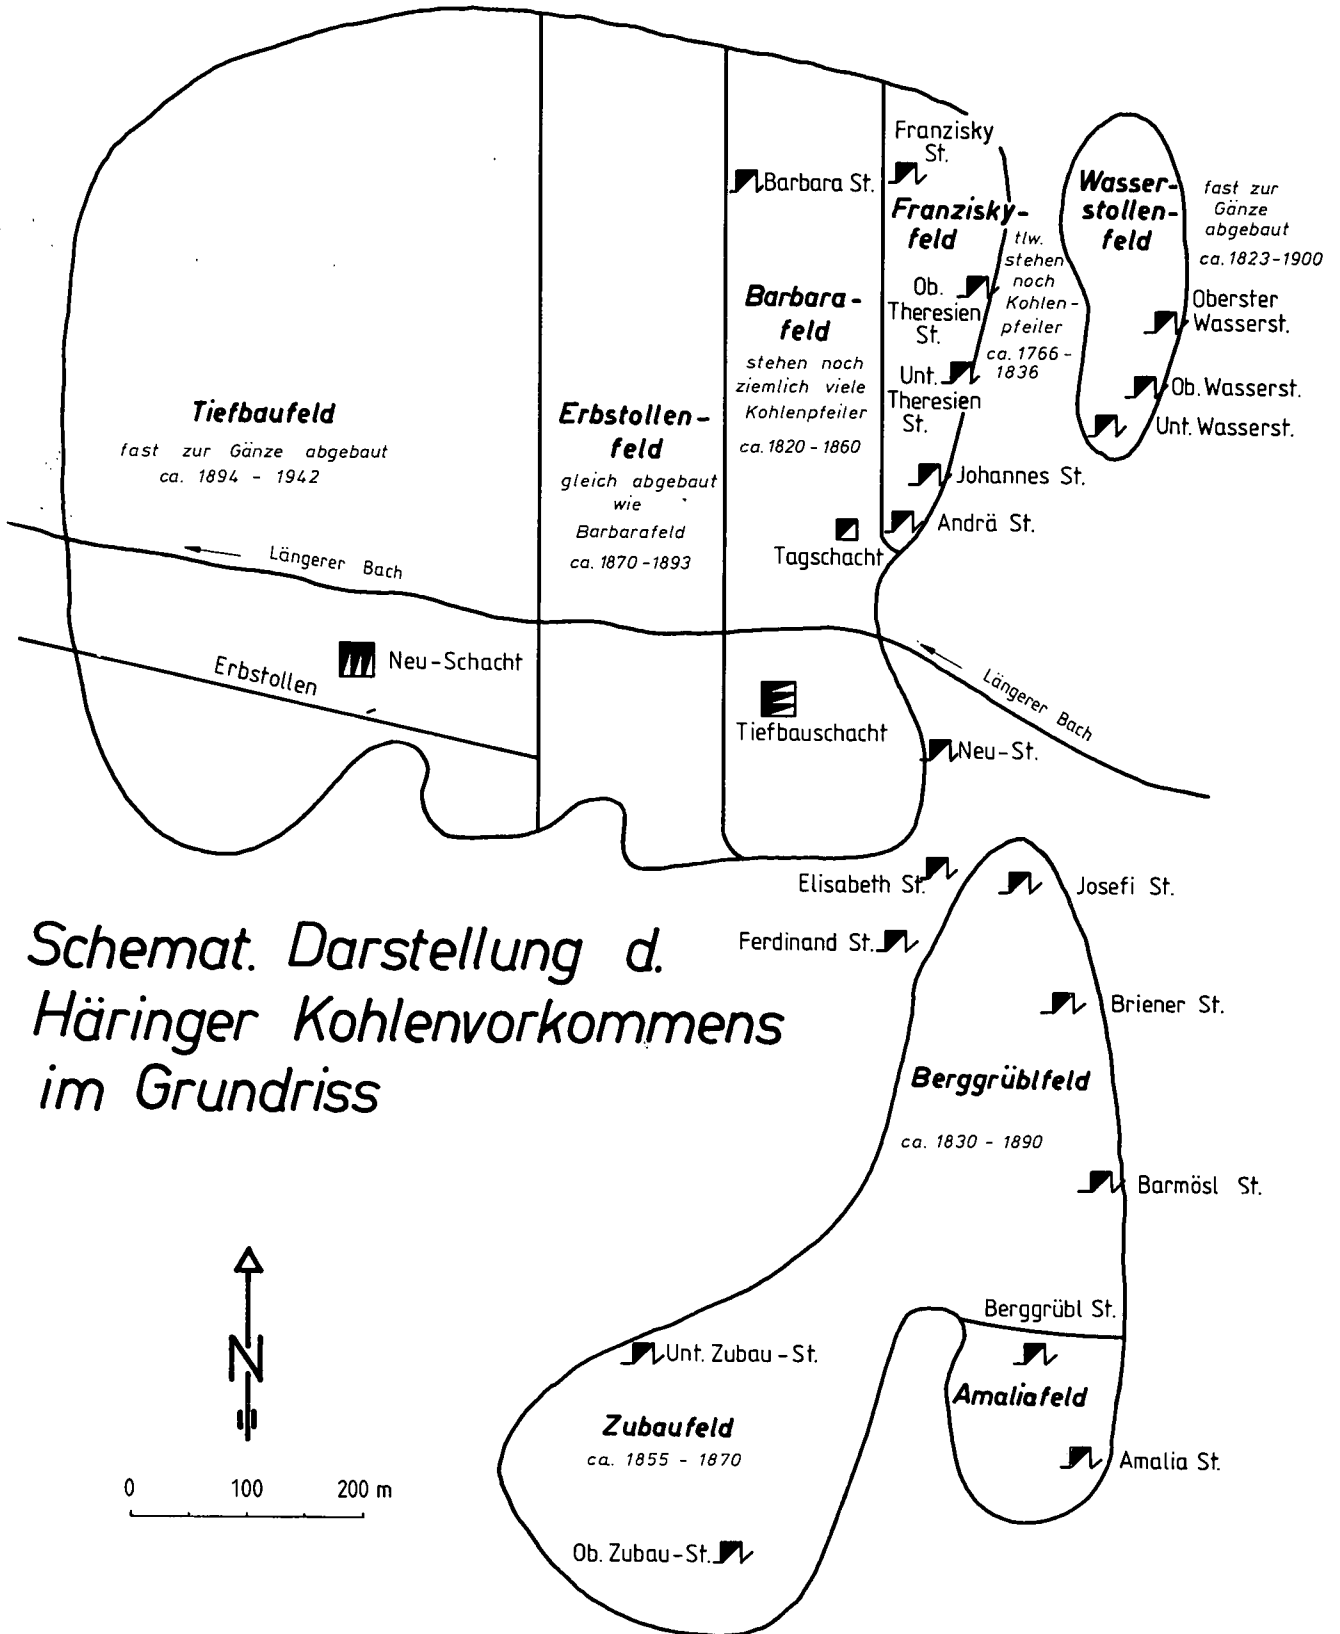 Franzisky
St.
Barbara St.
Franzisky-
feld
tlw.
stehen
noch
Kohlen-
pfeiler
ca. 1766 -
1836
Wasser-
stollen-
feld
fast zur
Gänze
abgebaut
ca. 1823-1900
Ob.
Theresien
St.
Oberster
Wasserst.
Barbara-
feld
stehen noch
ziemlich viele
Kohlenpfeiler
ca. 1820 - 1860
Unt.
Theresien
St.
Ob. Wasserst.
Unt. Wasserst.
Tiefbaufeld
fast zur Gänze abgebaut
ca. 1894 - 1942
Erbstollen-
feld
gleich abgebaut
wie
Barbarafeld
ca. 1870 -1893
Johannes St.
Andrä St.
Tagschacht
Längerer Bach
Neu-Schacht
Erbstollen
Längerer Bach
Tiefbauschacht
Neu-St.
Elisabeth St.
Josefi St.
Ferdinand St.
Schemat. Darstellung d.
Häringer Kohlenvorkommens
im Grundriss
Briener St.
Berggrüblfeld
ca. 1830 - 1890
Barmösl St.
Berggrübl St.
N
Unt. Zubau-St.
Amaliafeld
Zubaufeld
ca. 1855 - 1870
Amalia St.
0 100 200 m
Ob. Zubau-St.